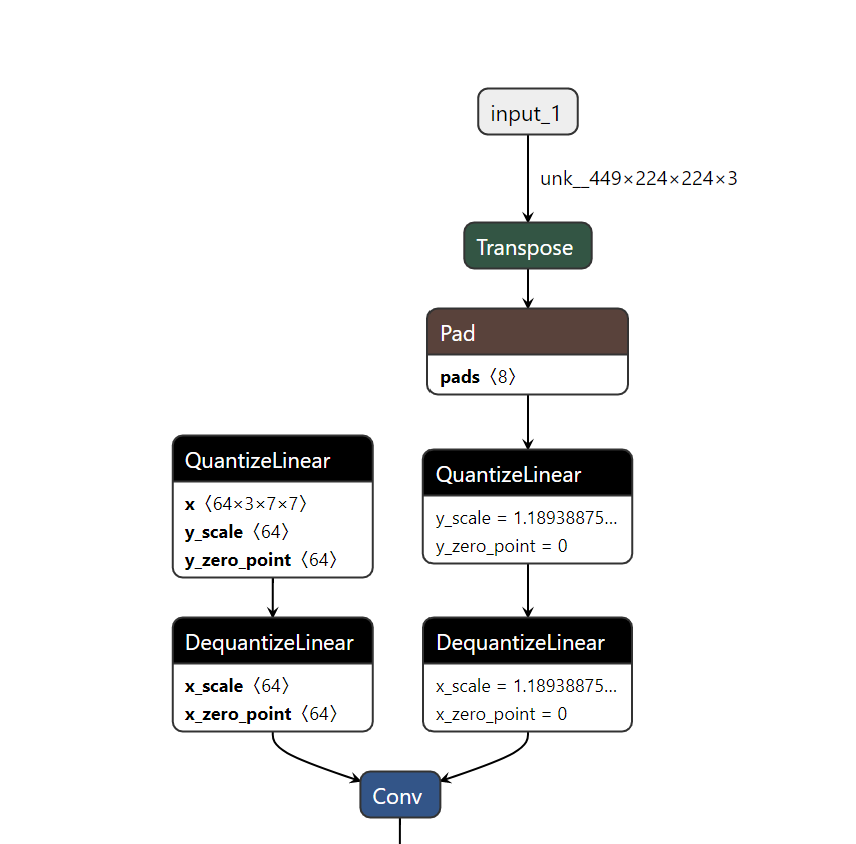 input_1
unk__449×224×224×3
Transpose
Pad
pads〈8〉
QuantizeLinear
x〈64×3×7×7〉
y_scale〈64〉
y_zero_point〈64〉
QuantizeLinear
y_scale = 1.18938875…
y_zero_point = 0
DequantizeLinear
x_scale〈64〉
x_zero_point〈64〉
DequantizeLinear
x_scale = 1.18938875…
x_zero_point = 0
Conv